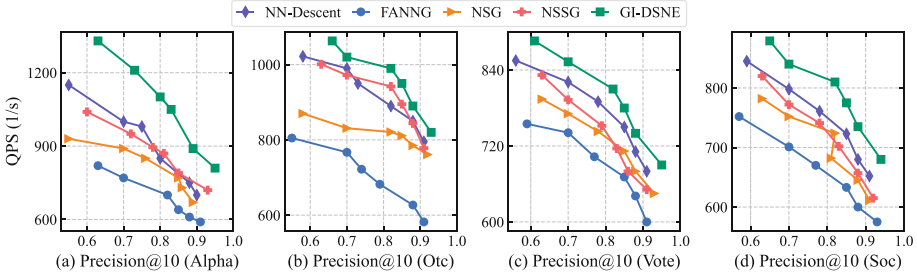 NN-Descent FANNG NSG NSSG GI-DSNE
QPS (1/s)
1200
900
600
0.6 0.7 0.8 0.9 1.0
(a) Precision@10 (Alpha)
1000
800
600
0.6 0.7 0.8 0.9 1.0
(b) Precision@10 (Otc)
840
720
600
0.6 0.7 0.8 0.9 1.0
(c) Precision@10 (Vote)
800
700
600
0.6 0.7 0.8 0.9 1.0
(d) Precision@10 (Soc)